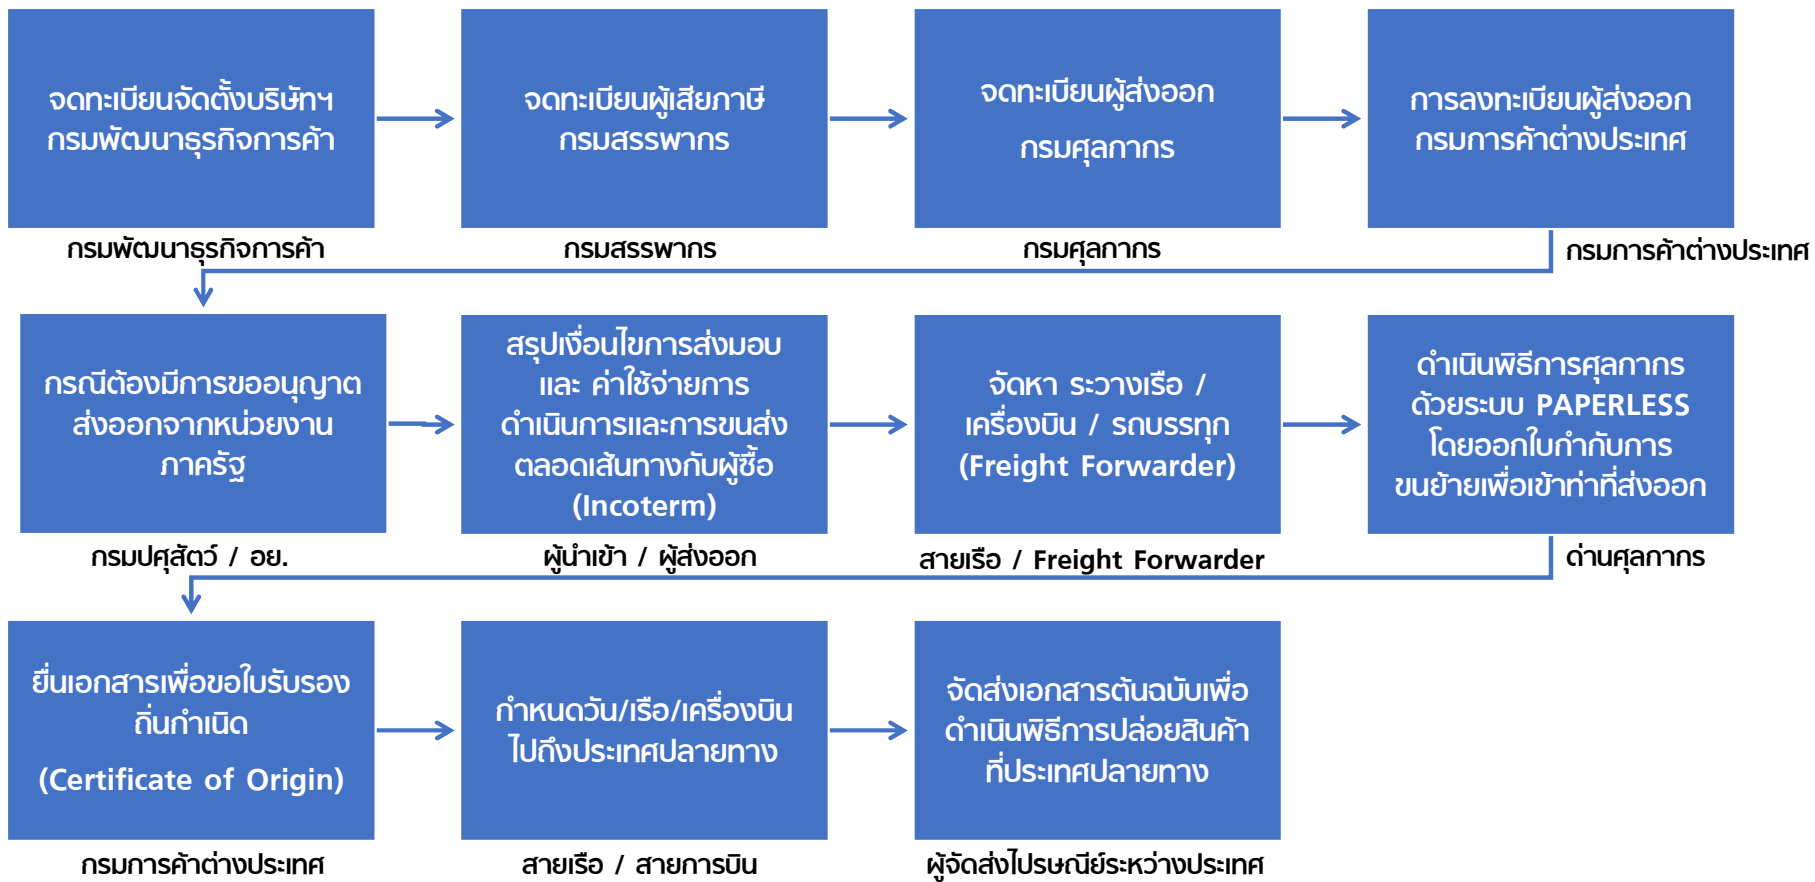 จดทะเบียนจัดตั้งบริษัทฯ
กรมพัฒนาธุรกิจการค้า
กรมพัฒนาธุรกิจการค้า
จดทะเบียนผู้เสียภาษี
กรมสรรพากร
กรมสรรพากร
จดทะเบียนผู้ส่งออก
กรมศุลกากร
กรมศุลกากร
การลงทะเบียนผู้ส่งออก
กรมการค้าต่างประเทศ
กรมการค้าต่างประเทศ
กรณีต้องมีการขออนุญาต
ส่งออกจากหน่วยงาน
ภาครัฐ
กรมปศุสัตว์ / อย.
สรุปเงื่อนไขการส่งมอบ
และ ค่าใช้จ่ายการ
ดำเนินการและการขนส่ง
ตลอดเส้นทางกับผู้ซื้อ
(Incoterm)
ผู้นำเข้า / ผู้ส่งออก
จัดหา ระวางเรือ /
เครื่องบิน / รถบรรทุก
(Freight Forwarder)
สายเรือ / Freight Forwarder
ดำเนินพิธีการศุลกากร
ด้วยระบบ PAPERLESS
โดยออกใบกำกับการ
ขนย้ายเพื่อเข้าท่าที่ส่งออก
ด่านศุลกากร
ยื่นเอกสารเพื่อขอใบรับรอง
ถิ่นกำเนิด
(Certificate of Origin)
กรมการค้าต่างประเทศ
กำหนดวัน/เรือ/เครื่องบิน
ไปถึงประเทศปลายทาง
สายเรือ / สายการบิน
จัดส่งเอกสารต้นฉบับเพื่อ
ดำเนินพิธีการปล่อยสินค้า
ที่ประเทศปลายทาง
ผู้จัดส่งไปรษณีย์ระหว่างประเทศ